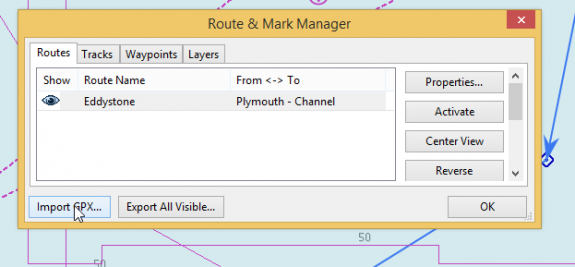 Route & Mark Manager
Routes Tracks Waypoints Layers
Show Route Name From <-> To
Eddystone Plymouth - Channel
Properties...
Activate
Center View
Reverse
Import GPX... Export All Visible... OK
50
50